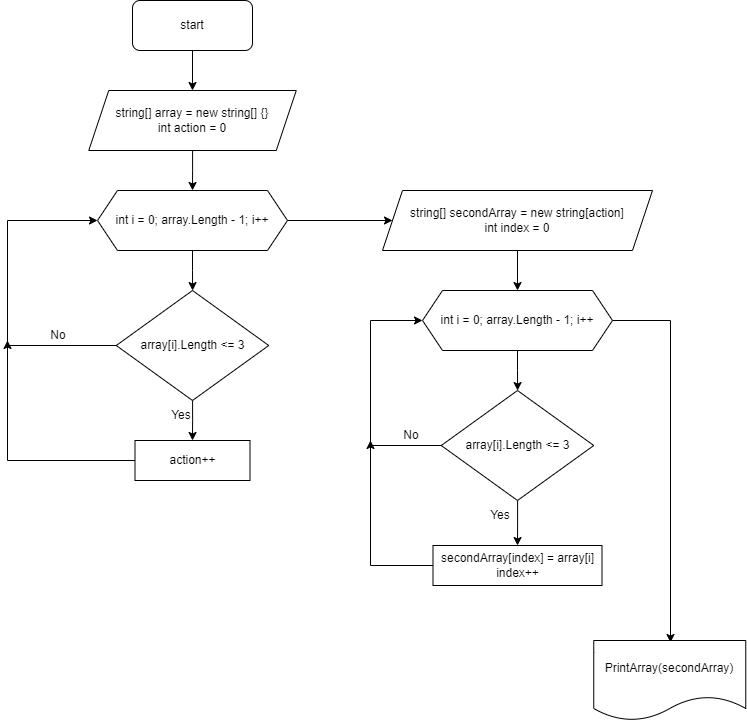 start
string[] array = new string[] {}
int action = 0
int i = 0; array.Length - 1; i++
array[i].Length <= 3
No
Yes
action++
string[] secondArray = new string[action]
int index = 0
int i = 0; array.Length - 1; i++
array[i].Length <= 3
No
Yes
secondArray[index] = array[i]
index++
PrintArray(secondArray)